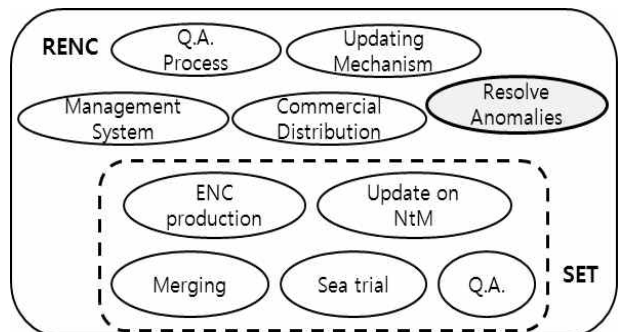 RENC
Q.A.
Process
Updating
Mechanism
Management
System
Commercial
Distribution
Resolve
Anomalies
ENC
production
Update on
NtM
Merging
Sea trial
Q.A.
SET